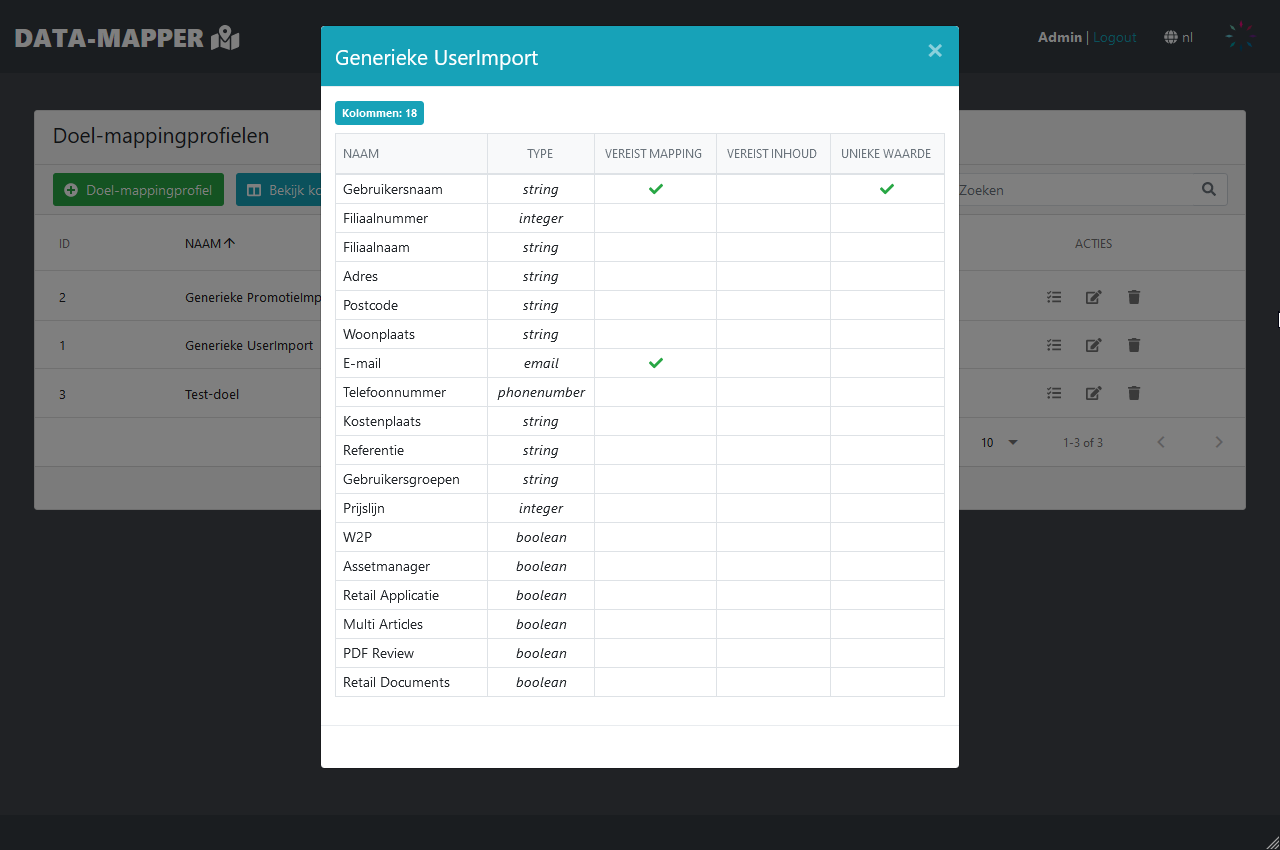 DATA-MAPPER
Admin | Logout
nl
Generieke UserImport
×
Kolommen: 18
NAAM TYPE VEREIST MAPPING VEREIST INHOUD UNIEKE WAARDE
Gebruikersnaam string
Filiaalnummer integer
Filiaalnaam string
Adres string
Postcode string
Woonplaats string
E-mail email
Telefoonnummer phonenumber
Kostenplaats string
Referentie string
Gebruikersgroepen string
Prijslijn integer
W2P boolean
Assetmanager boolean
Retail Applicatie boolean
Multi Articles boolean
PDF Review boolean
Retail Documents boolean
Doel-mappingprofielen
Doel-mappingprofiel
Bekijk
Zoeken
ID NAAM ACTIES
2 Generieke
1 Generieke UserImport
3 Test-doel
10 1-3 of 3